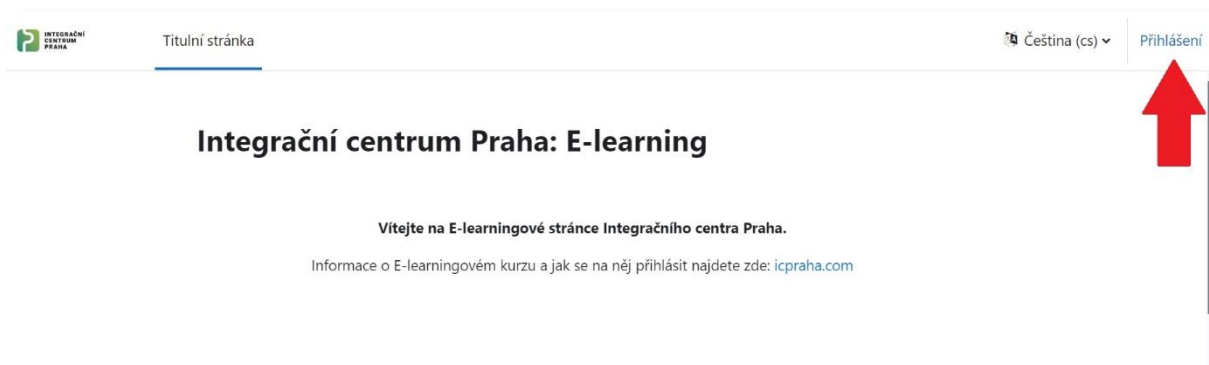 INTEGRAČNÍ
CENTRUM
PRAHA
Titulní stránka
Čeština (cs)
Přihlášení
Integrační centrum Praha: E-learning
Vítejte na E-learningové stránce Integračního centra Praha.
Informace o E-learningovém kurzu a jak se na něj přihlásit najdete zde: icpraha.com